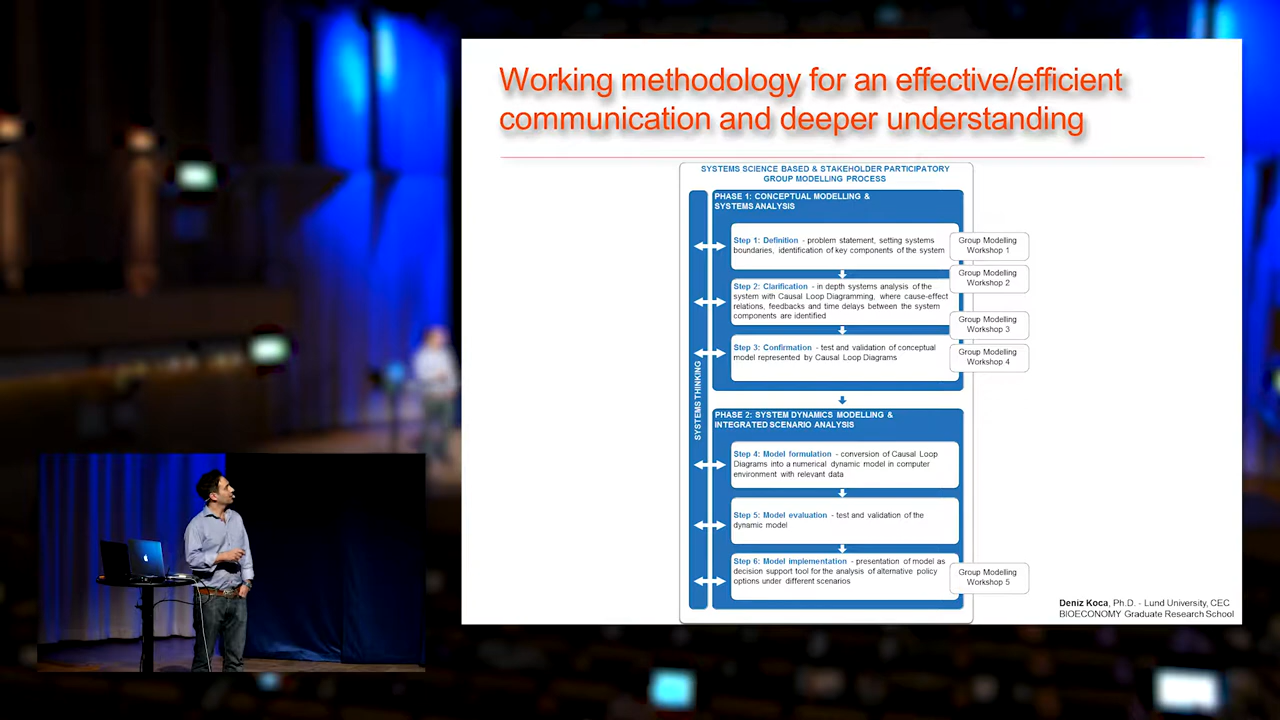 Working methodology for an effective/efficient
communication and deeper understanding
SYSTEMS SCIENCE BASED & STAKEHOLDER PARTICIPATORY
GROUP MODELLING PROCESS
SYSTEMS THINKING
PHASE 1: CONCEPTUAL MODELLING &
SYSTEMS ANALYSIS
Step 1: Definition - problem statement, setting systems
boundaries, identification of key components of the system
Group Modelling
Workshop 1
Group Modelling
Workshop 2
Step 2: Clarification - in depth systems analysis of the
system with Causal Loop Diagramming, where cause-effect
relations, feedbacks and time delays between the system
components are identified
Group Modelling
Workshop 3
Step 3: Confirmation - test and validation of conceptual
model represented by Causal Loop Diagrams
Group Modelling
Workshop 4
PHASE 2: SYSTEM DYNAMICS MODELLING &
INTEGRATED SCENARIO ANALYSIS
Step 4: Model formulation - conversion of Causal Loop
Diagrams into a numerical dynamic model in computer
environment with relevant data
Step 5: Model evaluation - test and validation of the
dynamic model
Step 6: Model implementation - presentation of model as
decision support tool for the analysis of alternative policy
options under different scenarios
Group Modelling
Workshop 5
Deniz Koca, Ph.D. - Lund University, CEC
BIOECONOMY Graduate Research School